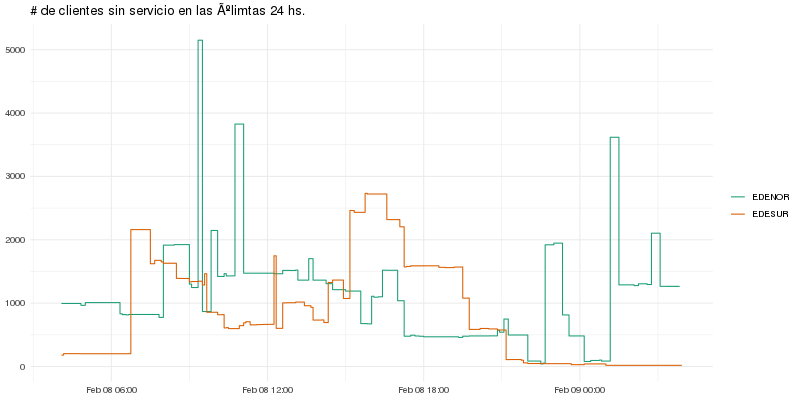 # de clientes sin servicio en las Ãºlimtas 24 hs.
5000
4000
3000
2000
1000
0
Feb 08 06:00
Feb 08 12:00
Feb 08 18:00
Feb 09 00:00
EDENOR
EDESUR